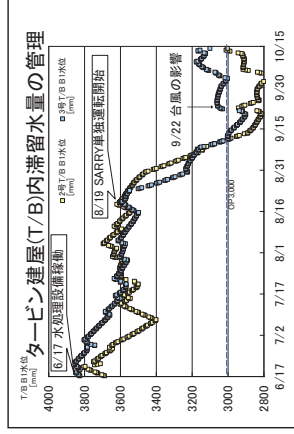 タービン建屋(T/B)内滞留水量の管理
T/B B1水位
[mm]
□2号T/B B1水位
[mm]
□3号T/B B1水位
[mm]
6/17 水処理設備稼働
8/19 SARRY単独運転開始
9/22 台風の影響
OP3,000
4000
3800
3600
3400
3200
3000
2800
6/17
7/2
7/17
8/1
8/16
8/31
9/15
9/30
10/15